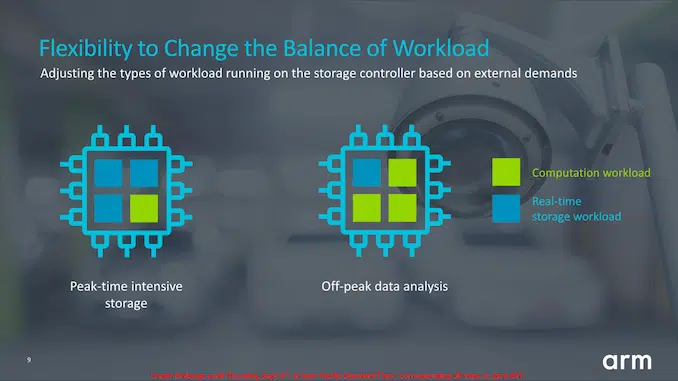 Flexibility to Change the Balance of Workload
Adjusting the types of workload running on the storage controller based on external demands
Computation workload
Real-time
storage workload
Peak-time intensive
storage
Off-peak data analysis
9
arm